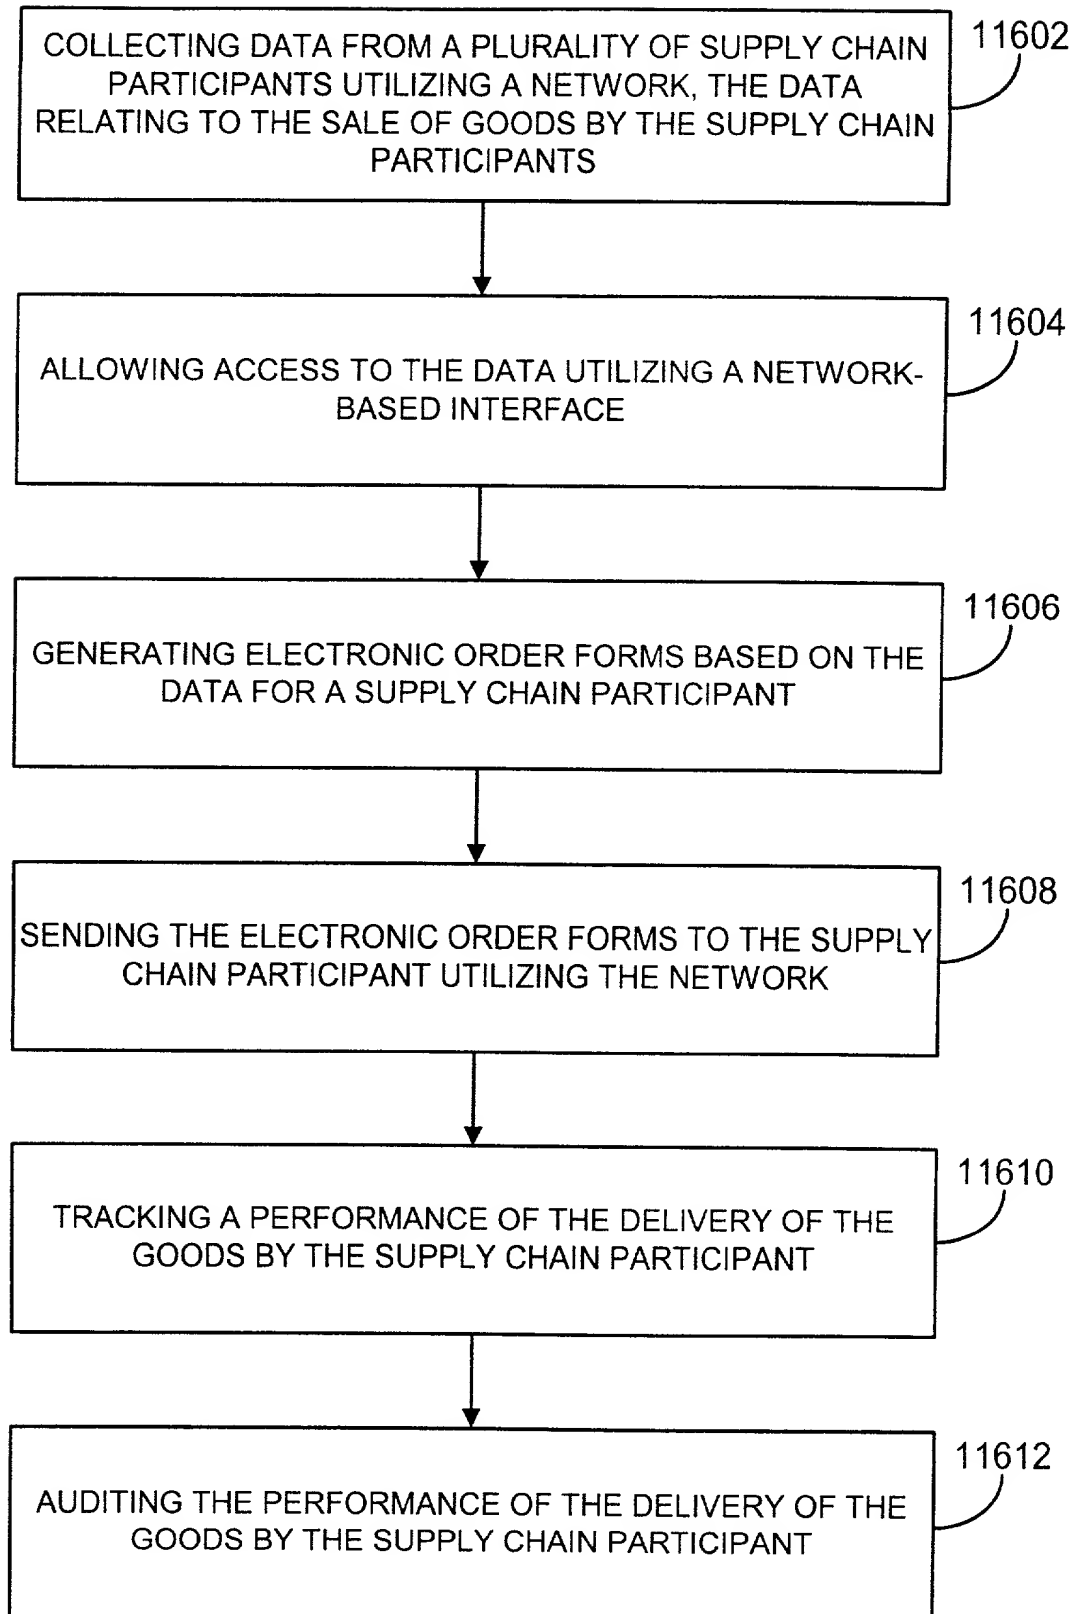 COLLECTING DATA FROM A PLURALITY OF SUPPLY CHAIN
PARTICIPANTS UTILIZING A NETWORK, THE DATA
RELATING TO THE SALE OF GOODS BY THE SUPPLY CHAIN
PARTICIPANTS
11602
ALLOWING ACCESS TO THE DATA UTILIZING A NETWORK-
BASED INTERFACE
11604
GENERATING ELECTRONIC ORDER FORMS BASED ON THE
DATA FOR A SUPPLY CHAIN PARTICIPANT
11606
SENDING THE ELECTRONIC ORDER FORMS TO THE SUPPLY
CHAIN PARTICIPANT UTILIZING THE NETWORK
11608
TRACKING A PERFORMANCE OF THE DELIVERY OF THE
GOODS BY THE SUPPLY CHAIN PARTICIPANT
11610
AUDITING THE PERFORMANCE OF THE DELIVERY OF THE
GOODS BY THE SUPPLY CHAIN PARTICIPANT
11612